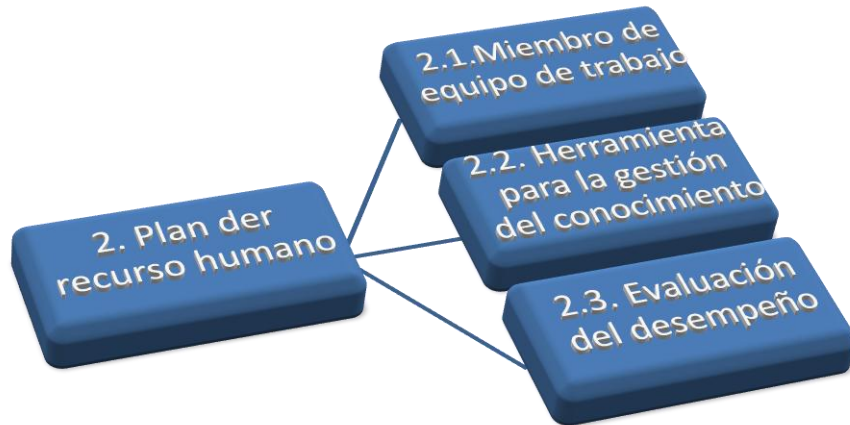 2. Plan der
recurso humano
2.1.Miembro de
equipo de trabajo
2.2. Herramienta
para la gestión
del conocimiento
2.3. Evaluación
del desempeño